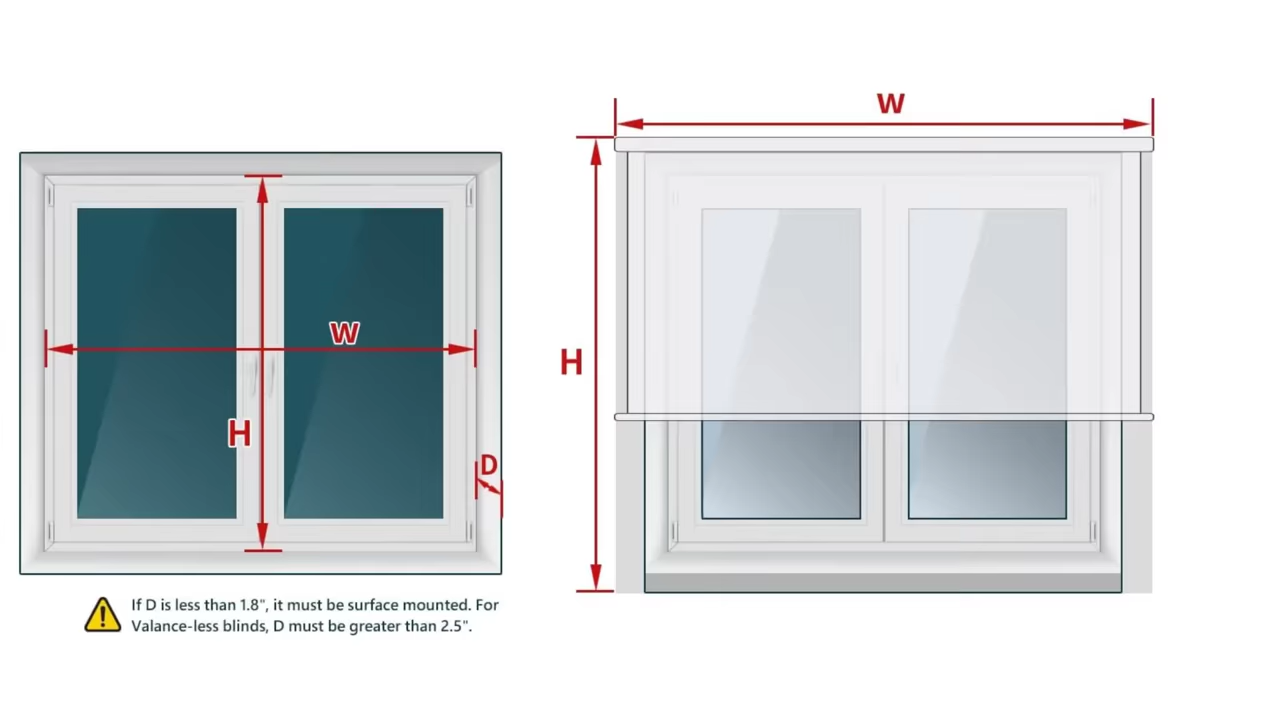 W
H
D
If D is less than 1.8", it must be surface mounted. For
Valance-less blinds, D must be greater than 2.5".
W
H